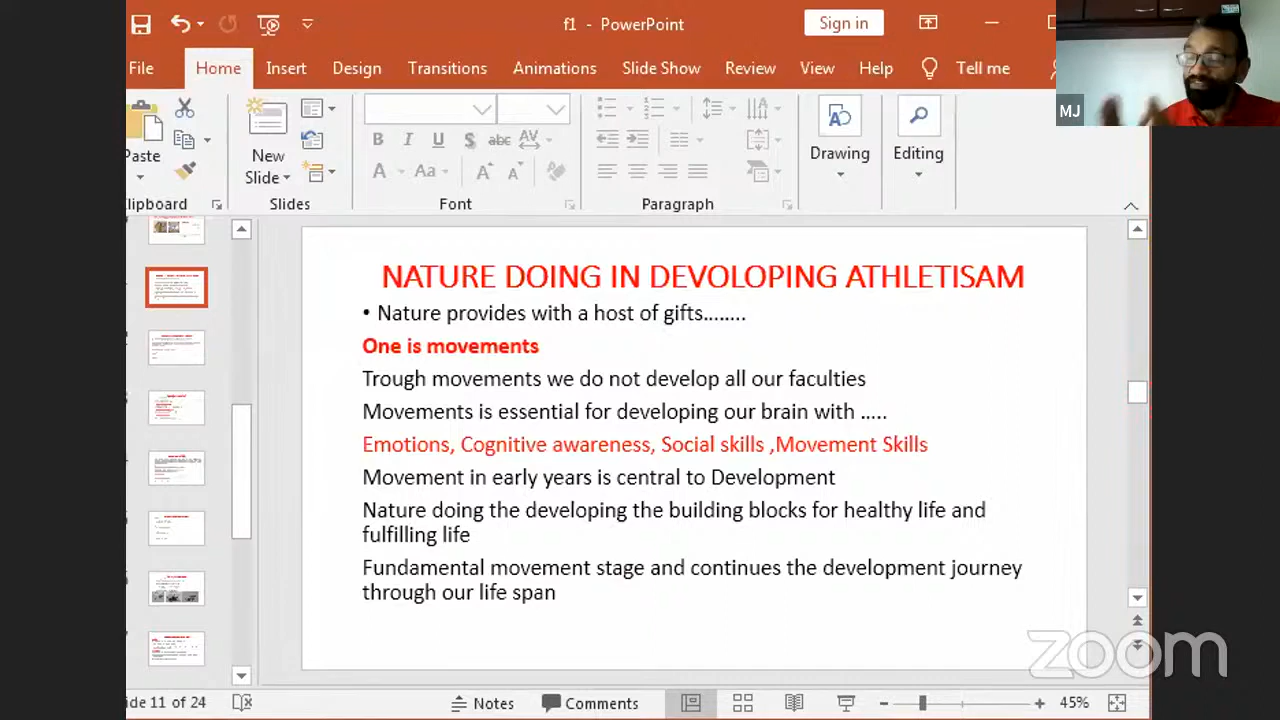 f1 - PowerPoint
Sign in
File Home Insert Design Transitions Animations Slide Show Review View Help Tell me
MJ
Paste
New
Slide
B I U S abc AV
A Aa A A
Drawing
Editing
lipboard Slides Font Paragraph
NATURE DOING IN DEVOLOPING ATHLETISAM
• Nature provides with a host of gifts........
One is movements
Trough movements we do not develop all our faculties
Movements is essential for developing our brain with .....
Emotions, Cognitive awareness, Social skills ,Movement Skills
Movement in early years is central to Development
Nature doing the developing the building blocks for healthy life and
fulfilling life
Fundamental movement stage and continues the development journey
through our life span
zoom
ide 11 of 24 Notes Comments 45%